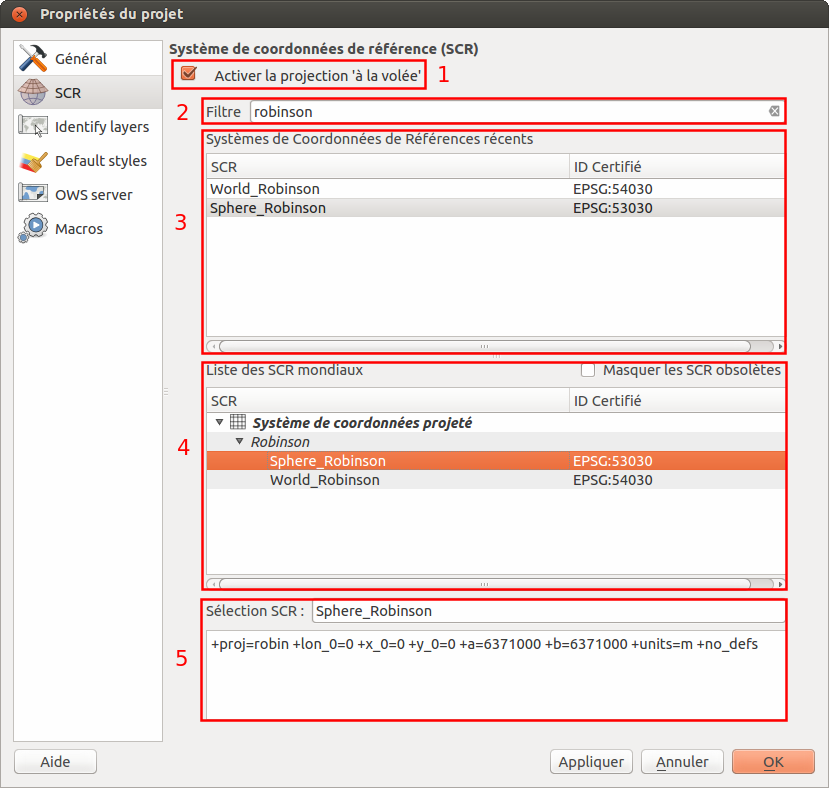 Propriétés du projet
Général
SCR
Identify layers
Default styles
OWS server
Macros
Système de coordonnées de référence (SCR)
Activer la projection 'à la volée'
1
2
Filtre robinson
3
Systèmes de Coordonnées de Références récents
SCR ID Certifié
World_Robinson EPSG:54030
Sphere_Robinson EPSG:53030
4
Liste des SCR mondiaux Masquer les SCR obsolètes
SCR ID Certifié
Système de coordonnées projeté
Robinson
Sphere_Robinson EPSG:53030
World_Robinson EPSG:54030
5
Sélection SCR : Sphere_Robinson
+proj=robin +lon_0=0 +x_0=0 +y_0=0 +a=6371000 +b=6371000 +units=m +no_defs
Aide Appliquer Annuler OK